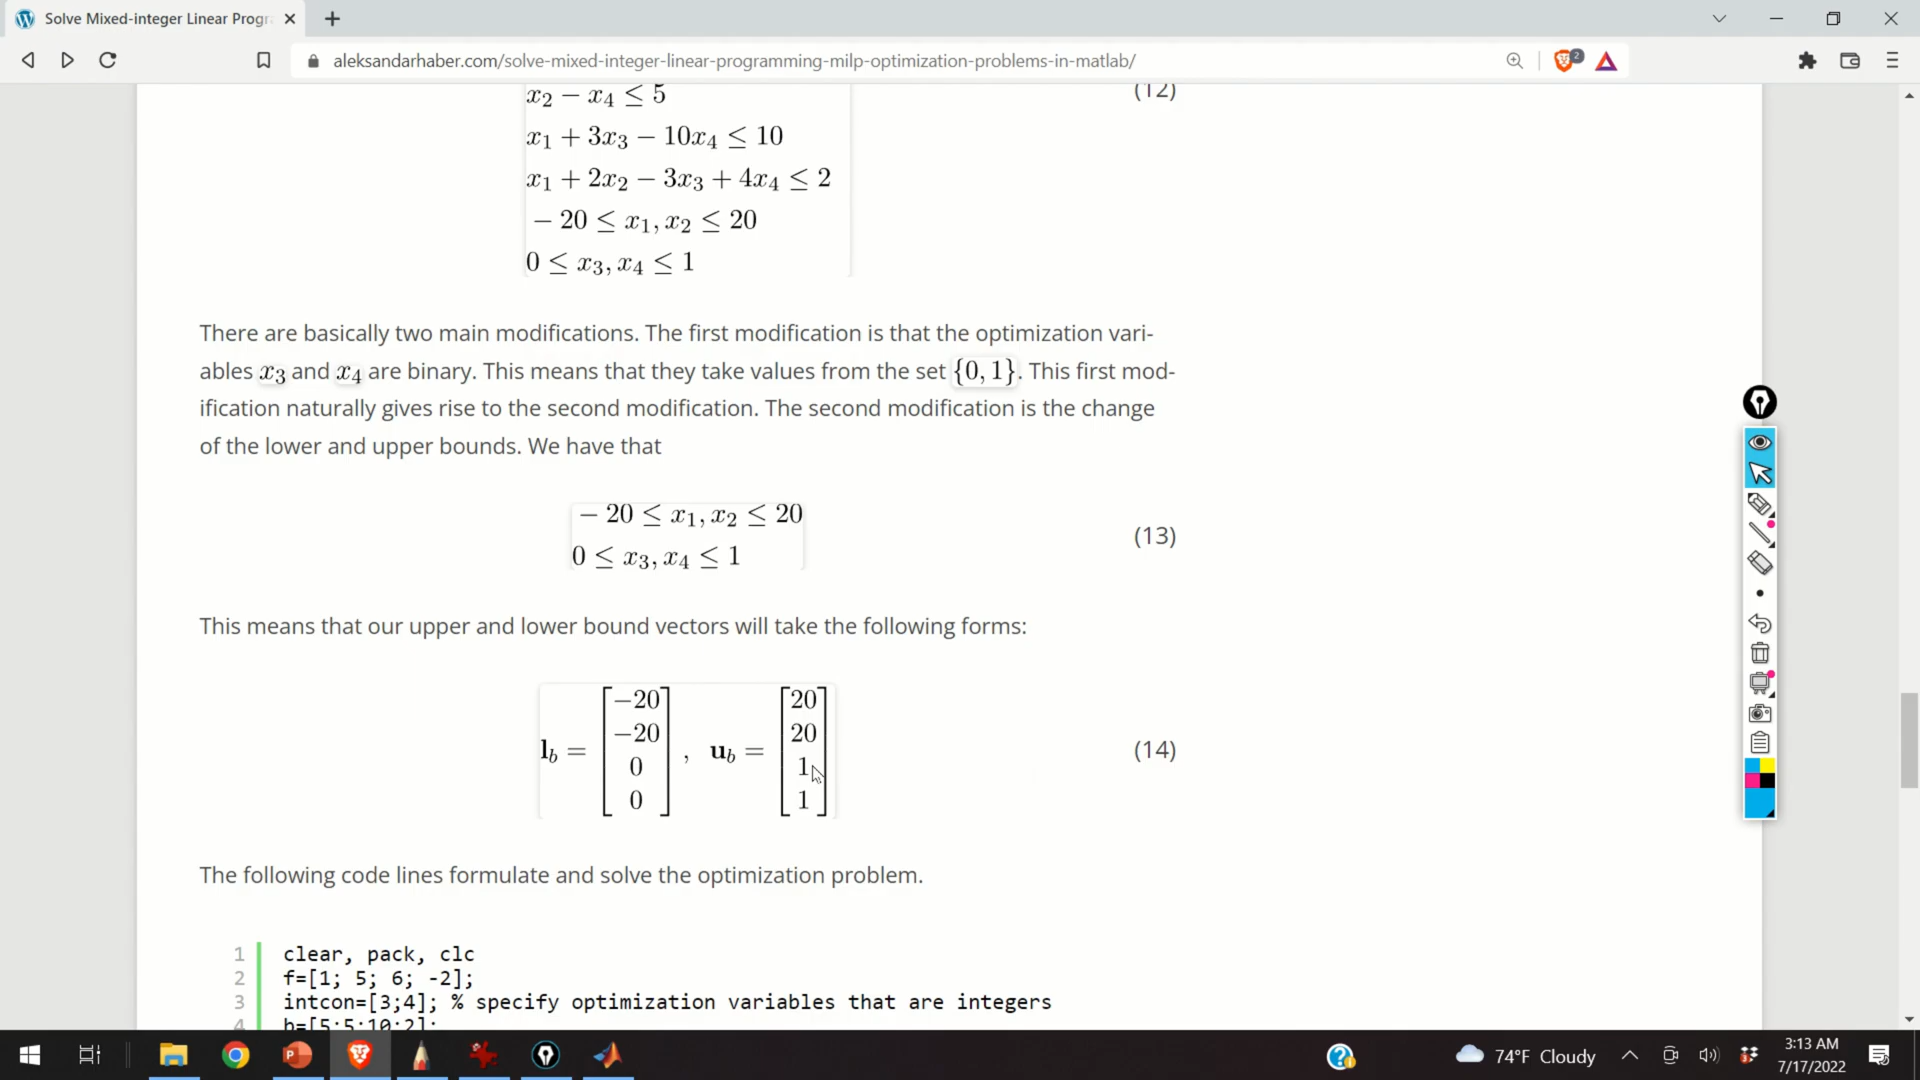 Solve Mixed-integer Linear Progr
aleksandarhaber.com/solve-mixed-integer-linear-programming-milp-optimization-problems-in-matlab/
2
x₂ − x₄ ≤ 5
(12)
x₁ + 3x₃ − 10x₄ ≤ 10
x₁ + 2x₂ − 3x₃ + 4x₄ ≤ 2
− 20 ≤ x₁, x₂ ≤ 20
0 ≤ x₃, x₄ ≤ 1
There are basically two main modifications. The first modification is that the optimization vari-
ables x₃ and x₄ are binary. This means that they take values from the set {0, 1}. This first mod-
ification naturally gives rise to the second modification. The second modification is the change
of the lower and upper bounds. We have that
− 20 ≤ x₁, x₂ ≤ 20
0 ≤ x₃, x₄ ≤ 1
(13)
This means that our upper and lower bound vectors will take the following forms:
l_b = [−20 −20 0 0], u_b = [20 20 1 1]
(14)
The following code lines formulate and solve the optimization problem.
1 clear, pack, clc
2 f=[1; 5; 6; -2];
3 intcon=[3;4]; % specify optimization variables that are integers
4 b=[5;5;10;2];
74°F Cloudy
3:13 AM
7/17/2022